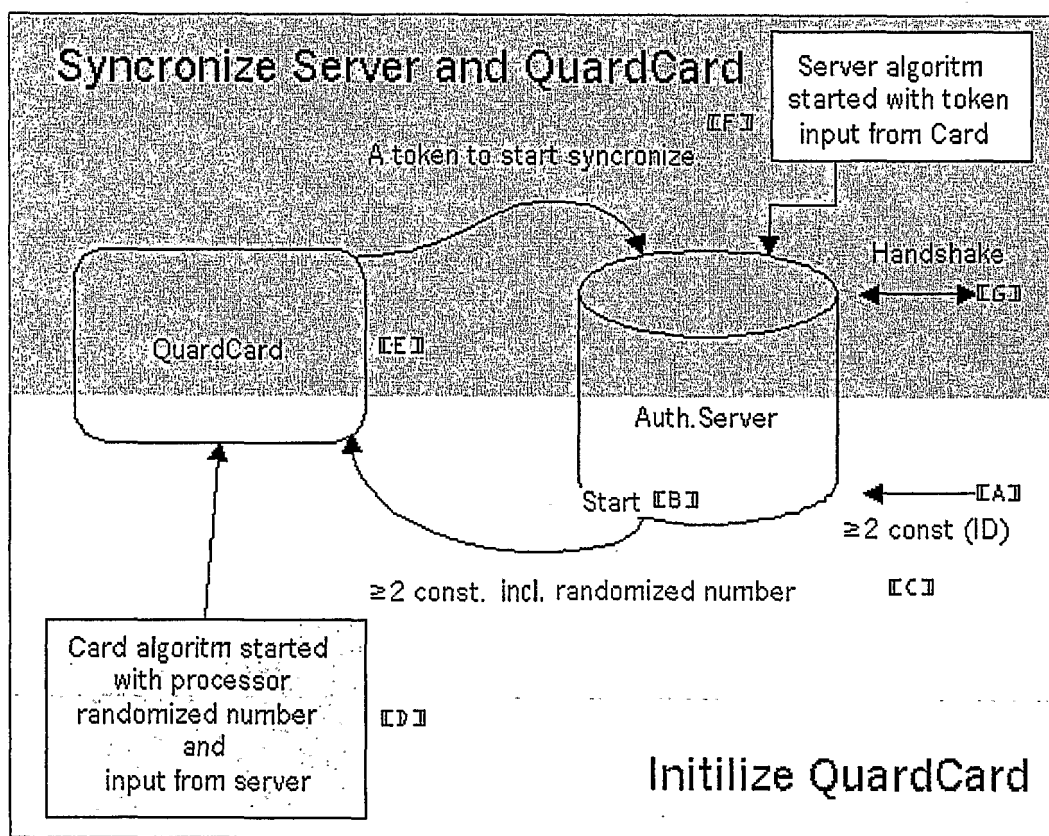 Syncronize Server and QuardCard
Server algoritm
started with token
input from Card
[F]
A token to start syncronize
Handshake
[G]
QuardCard
[E]
Auth.Server
Start [B]
[A]
≥2 const (ID)
≥2 const. incl. randomized number
[C]
Card algoritm started
with processor
randomized number
and
input from server
[D]
Initilize QuardCard